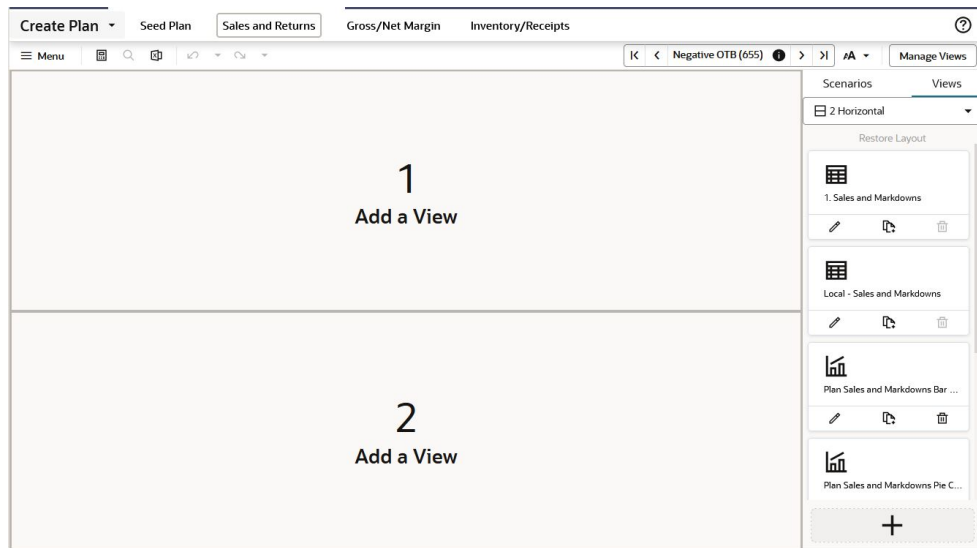 Create Plan Seed Plan Sales and Returns Gross/Net Margin Inventory/Receipts
Menu Negative OTB (655) AA Manage Views
Scenarios Views
2 Horizontal
Restore Layout
1. Sales and Markdowns
Local - Sales and Markdowns
Plan Sales and Markdowns Bar ...
Plan Sales and Markdowns Pie C...
1
Add a View
2
Add a View